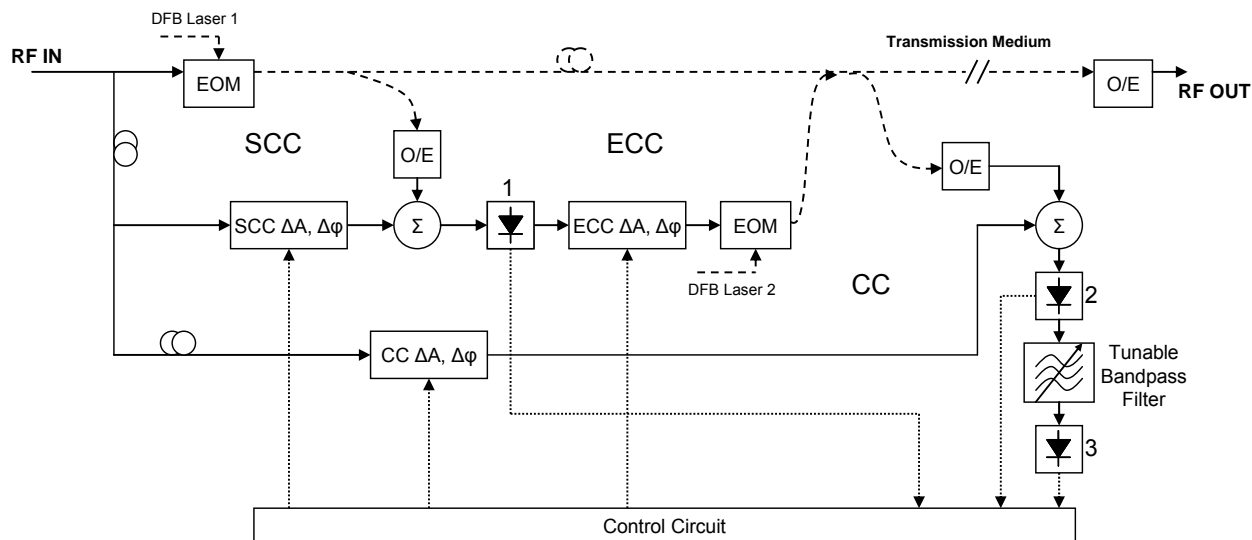 DFB Laser 1
RF IN
EOM
Transmission Medium
O/E
RF OUT
SCC
ECC
O/E
O/E
1
SCC ΔA, Δφ
Σ
ECC ΔA, Δφ
EOM
Σ
DFB Laser 2
CC
2
CC ΔA, Δφ
Tunable
Bandpass
Filter
3
Control Circuit